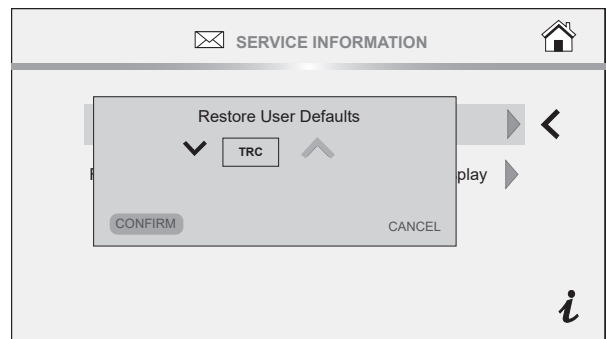 SERVICE INFORMATION
Restore User Defaults
TRC
play
CONFIRM
CANCEL
i